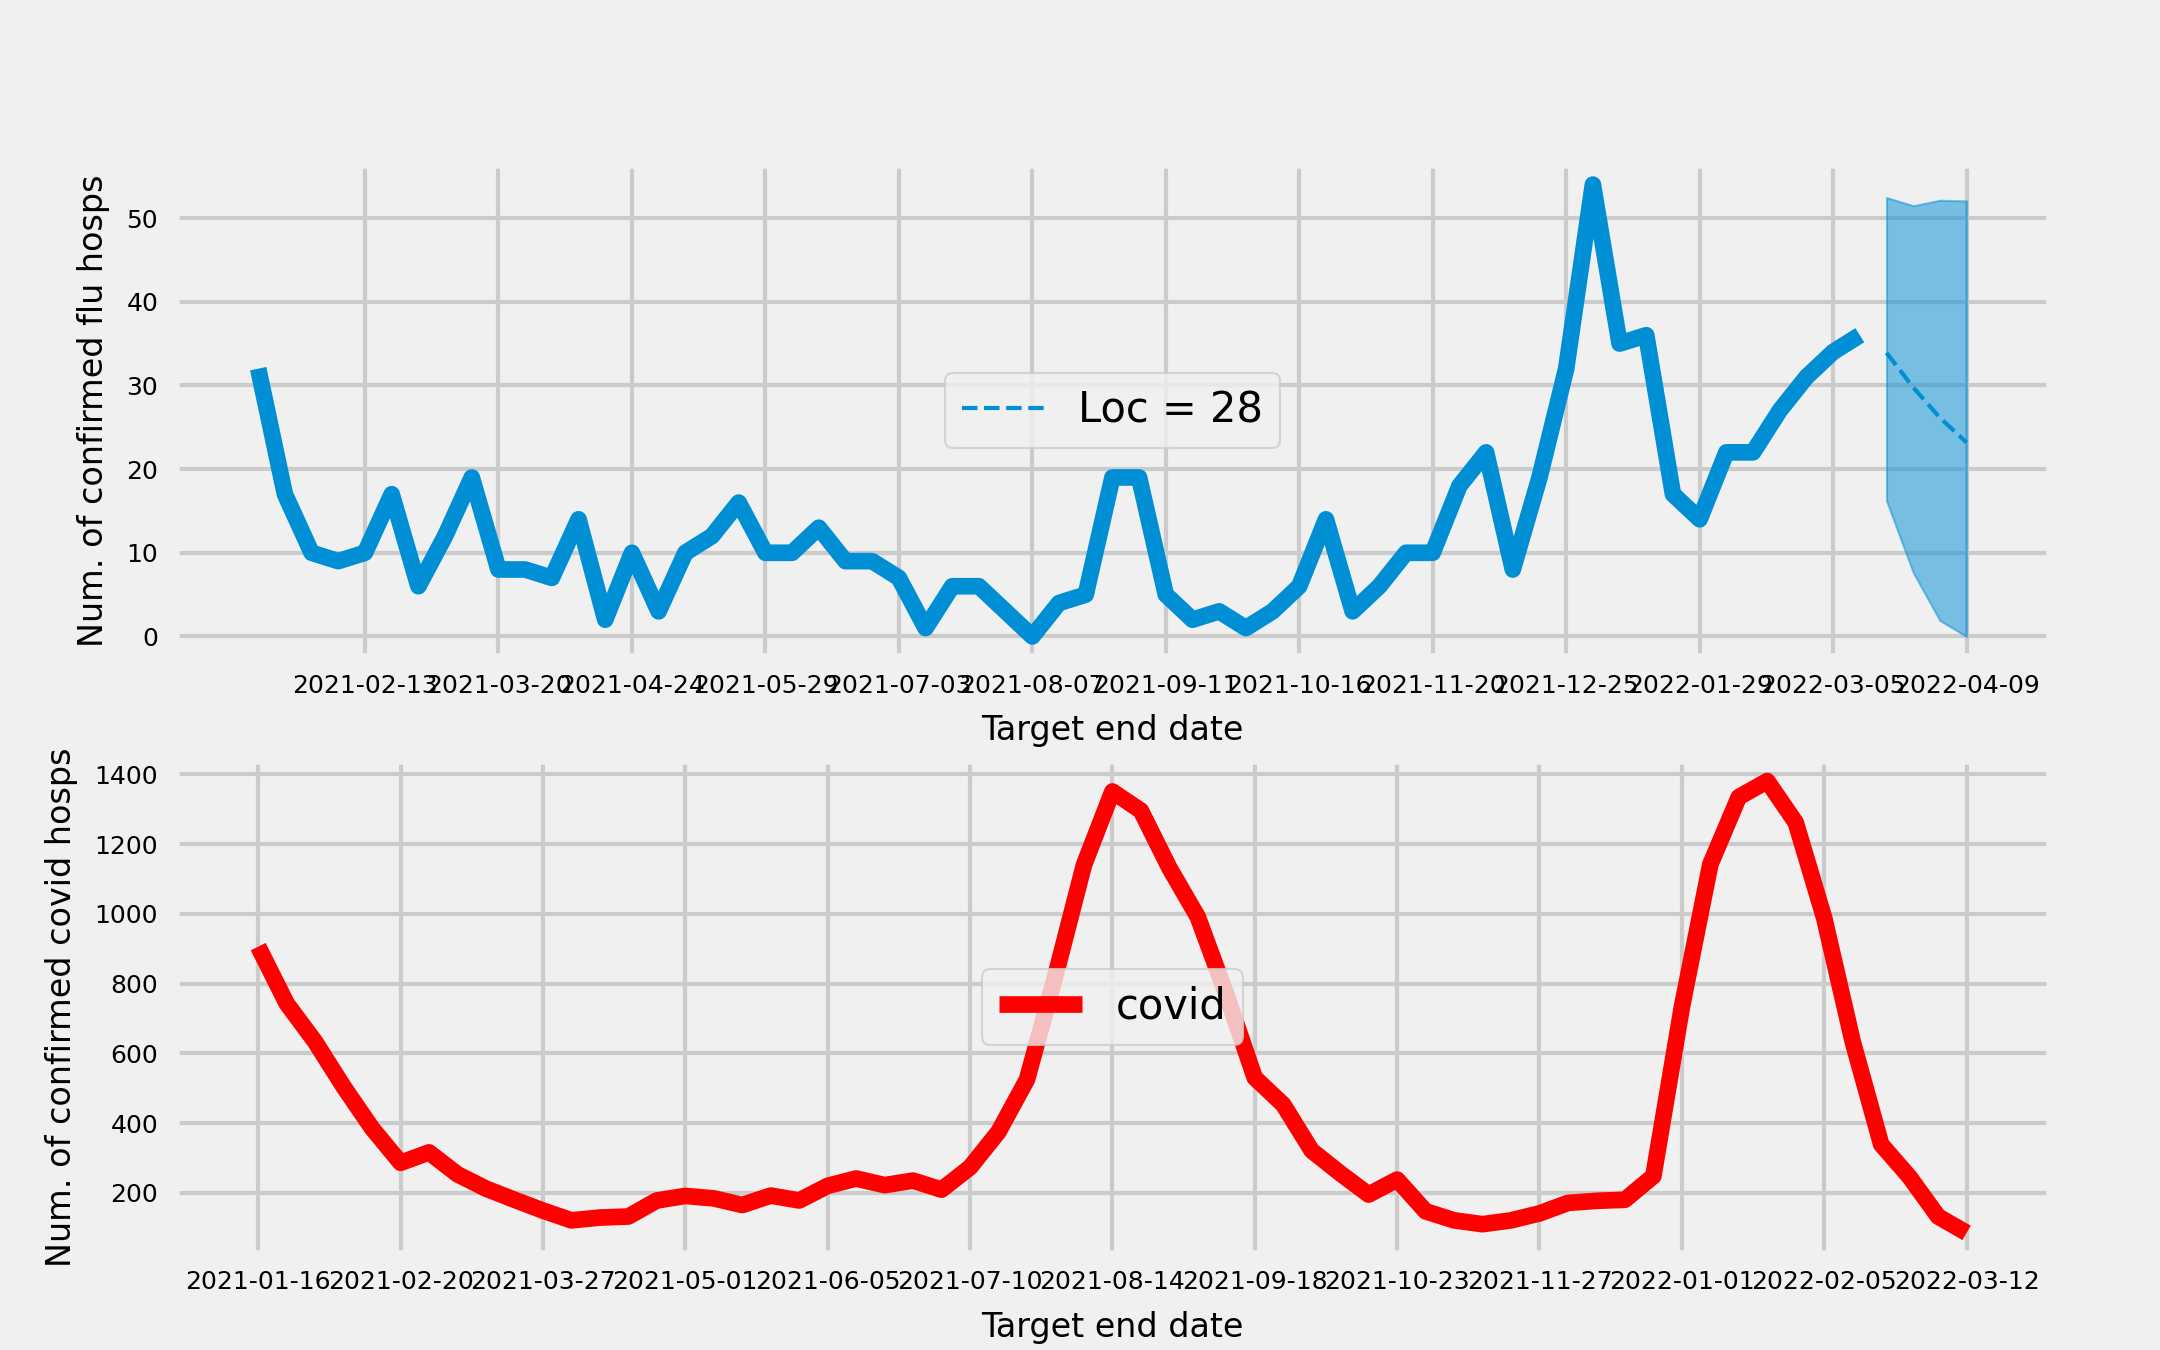 Num. of confirmed flu hosps
50
40
30
20
10
0
Loc = 28
2021-02-13 2021-03-20 2021-04-24 2021-05-29 2021-07-03 2021-08-07 2021-09-11 2021-10-16 2021-11-20 2021-12-25 2022-01-29 2022-03-05 2022-04-09
Target end date
Num. of confirmed covid hosps
1400
1200
1000
800
600
400
200
covid
2021-01-16 2021-02-20 2021-03-27 2021-05-01 2021-06-05 2021-07-10 2021-08-14 2021-09-18 2021-10-23 2021-11-27 2022-01-01 2022-02-05 2022-03-12
Target end date